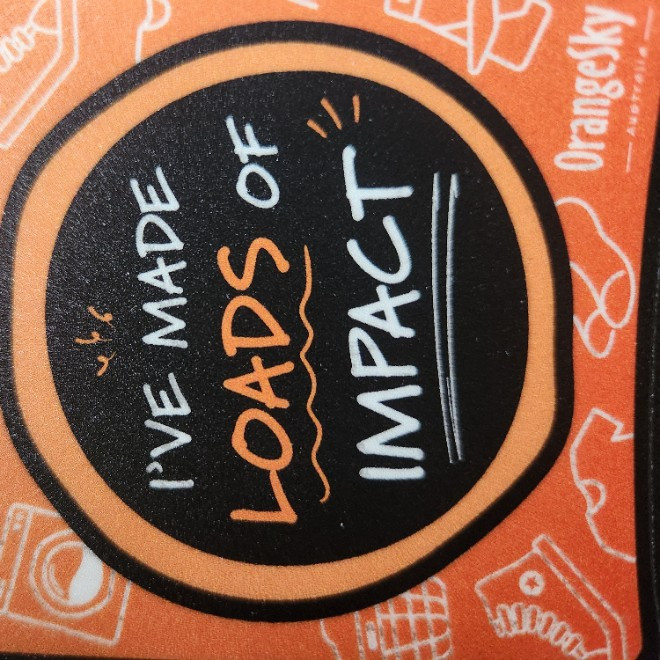 I'VE MADE
LOADS OF
IMPACT
OrangeSky
AUSTRALIA